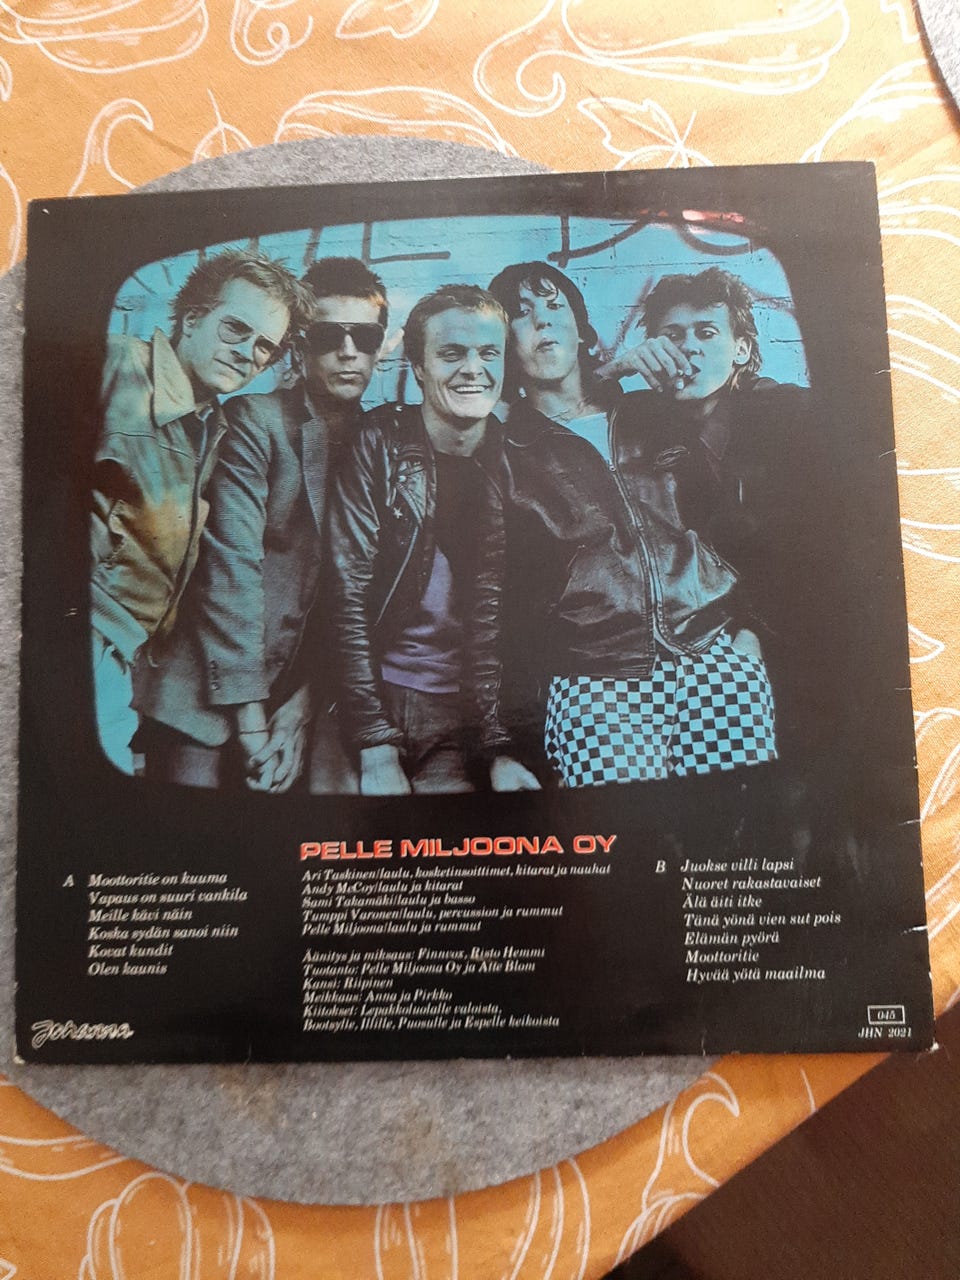 PELLE MILJOONA OY
A Moottoritie on kuuma
Vapaus on suuri vankila
Meille kävi näin
Koska sydän sanoi niin
Kovat kundit
Olen kaunis
Ari Taskinen/laulu, kosketinsoittimet, kitarat ja nauhat
Andy McCoy/laulu ja kitarat
Sami Takamäki/laulu ja basso
Tumppi Varonen/laulu, percussion ja rummut
Pelle Miljoona/laulu ja rummut
Äänitys ja miksaus: Finnvox, Risto Hemmi
Tuotanto: Pelle Miljoona Oy ja Atte Blom
Kansi: Riipinen
Meikkaus: Anna ja Pirkko
Kiitokset: Lepakkoluolalle valoista,
Bootsylle, Illille, Puosulle ja Espelle keikoista
B Juokse villi lapsi
Nuoret rakastavaiset
Älä äiti itke
Tänä yönä vien sut pois
Elämän pyörä
Moottoritie
Hyvää yötä maailma
Johanna
045
JHN 2021